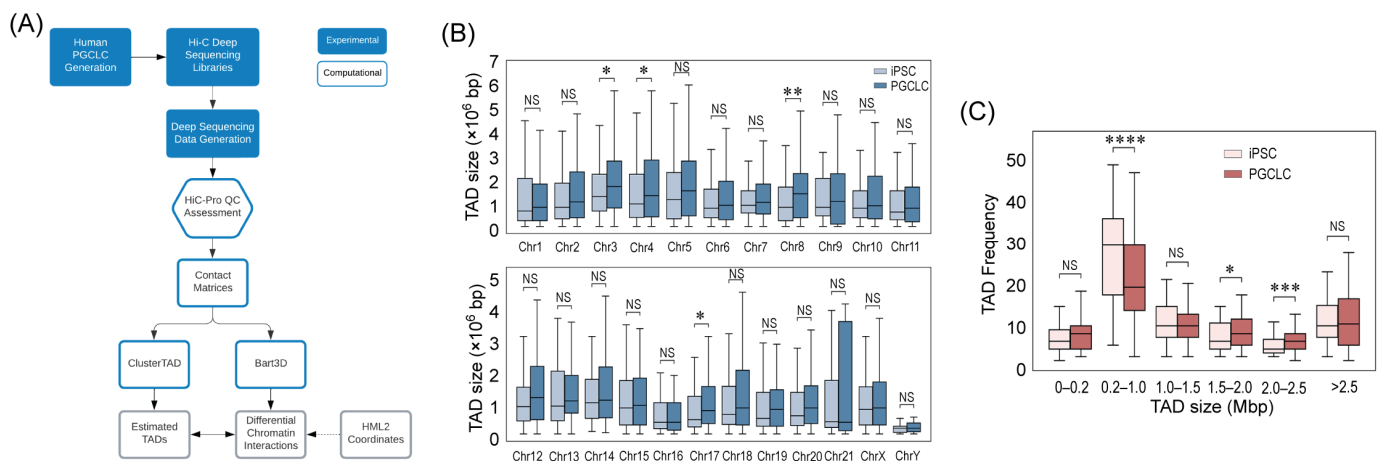 (A)
Human
PGCLC
Generation
Hi-C Deep
Sequencing
Libraries
Experimental
Computational
Deep Sequencing
Data Generation
HiC-Pro QC
Assessment
Contact
Matrices
ClusterTAD
Bart3D
Estimated
TADs
Differential
Chromatin
Interactions
HML2
Coordinates
(B)
TAD size (×10⁶ bp)
7
6
5
4
3
2
1
0
NS NS * * NS NS NS ** NS NS NS
iPSC
PGCLC
Chr1 Chr2 Chr3 Chr4 Chr5 Chr6 Chr7 Chr8 Chr9 Chr10 Chr11
TAD size (×10⁶ bp)
5
4
3
2
1
0
NS NS NS NS NS * NS NS NS NS NS NS
Chr12 Chr13 Chr14 Chr15 Chr16 Chr17 Chr18 Chr19 Chr20 Chr21 ChrX ChrY
(C)
TAD Frequency
50
40
30
20
10
0
NS **** NS * *** NS
iPSC
PGCLC
0–0.2 0.2–1.0 1.0–1.5 1.5–2.0 2.0–2.5 >2.5
TAD size (Mbp)